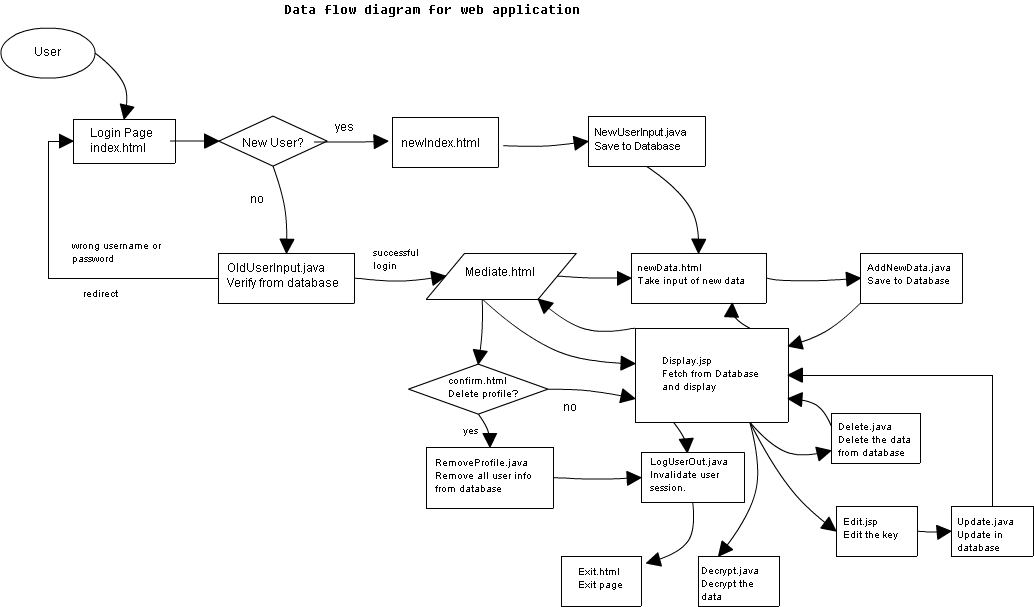 Data flow diagram for web application
User
Login Page
index.html
New User?
yes
newIndex.html
NewUserInput.java
Save to Database
no
wrong username or
password
redirect
OldUserInput.java
Verify from database
successful
login
Mediate.html
newData.html
Take input of new data
AddNewData.java
Save to Database
Display.jsp
Fetch from Database
and display
confirm.html
Delete profile?
no
yes
RemoveProfile.java
Remove all user info
from database
LogUserOut.java
Invalidate user
session.
Delete.java
Delete the data
from database
Edit.jsp
Edit the key
Update.java
Update in
database
Exit.html
Exit page
Decrypt.java
Decrypt the
data